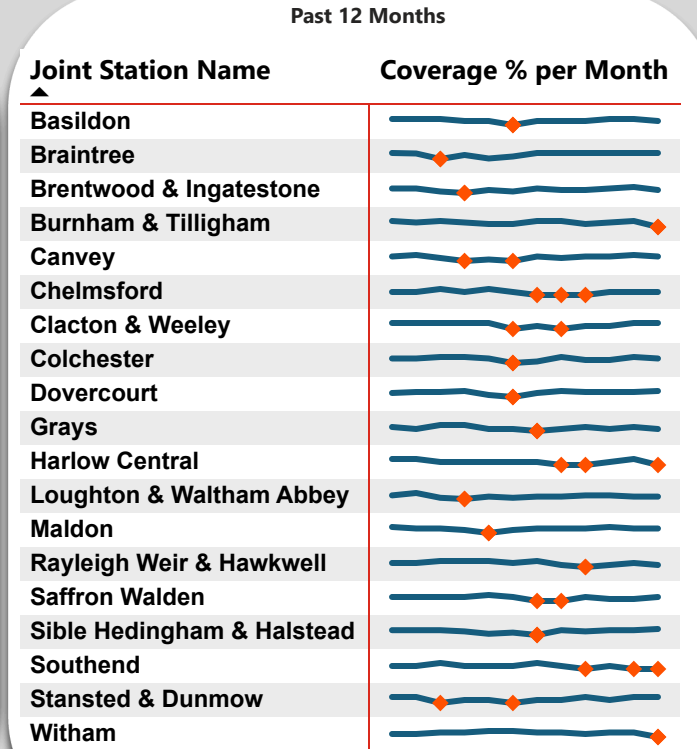 Past 12 Months
Joint Station Name Coverage % per Month
Basildon
Braintree
Brentwood & Ingatestone
Burnham & Tilligham
Canvey
Chelmsford
Clacton & Weeley
Colchester
Dovercourt
Grays
Harlow Central
Loughton & Waltham Abbey
Maldon
Rayleigh Weir & Hawkwell
Saffron Walden
Sible Hedingham & Halstead
Southend
Stansted & Dunmow
Witham